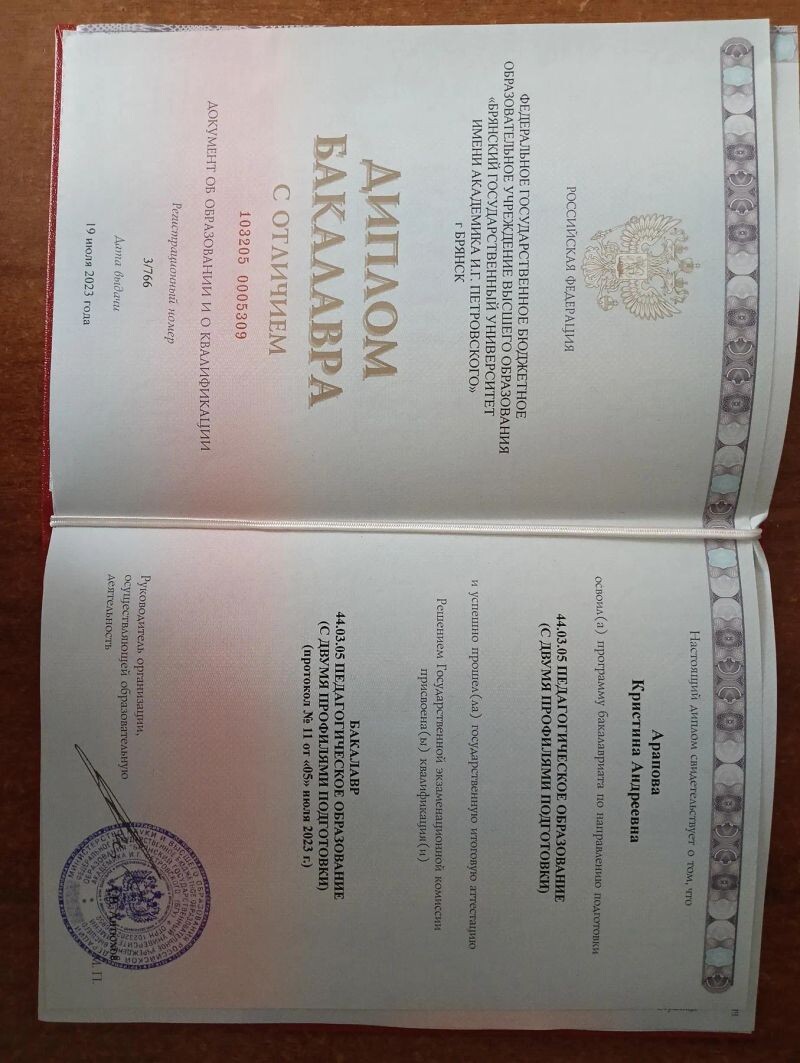 РОССИЙСКАЯ ФЕДЕРАЦИЯ
ФЕДЕРАЛЬНОЕ ГОСУДАРСТВЕННОЕ БЮДЖЕТНОЕ
ОБРАЗОВАТЕЛЬНОЕ УЧРЕЖДЕНИЕ ВЫСШЕГО ОБРАЗОВАНИЯ
«БРЯНСКИЙ ГОСУДАРСТВЕННЫЙ УНИВЕРСИТЕТ
ИМЕНИ АКАДЕМИКА И.Г. ПЕТРОВСКОГО»
г БРЯНСК
ДИПЛОМ
БАКАЛАВРА
С ОТЛИЧИЕМ
103205 0005309
ДОКУМЕНТ ОБ ОБРАЗОВАНИИ И О КВАЛИФИКАЦИИ
Регистрационный номер
3/766
Дата выдачи
19 июля 2023 года
Настоящий диплом свидетельствует о том, что
Арапова
Кристина Андреевна
освоил(а) программу бакалавриата по направлению подготовки
44.03.05 ПЕДАГОГИЧЕСКОЕ ОБРАЗОВАНИЕ
(С ДВУМЯ ПРОФИЛЯМИ ПОДГОТОВКИ)
и успешно прошел(ла) государственную итоговую аттестацию
Решением Государственной экзаменационной комиссии
присвоена(ы) квалификация(и)
БАКАЛАВР
44.03.05 ПЕДАГОГИЧЕСКОЕ ОБРАЗОВАНИЕ
(С ДВУМЯ ПРОФИЛЯМИ ПОДГОТОВКИ)
(протокол № 11 от «05» июля 2023 г.)
Руководитель организации,
осуществляющей образовательную
деятельность
М. П.